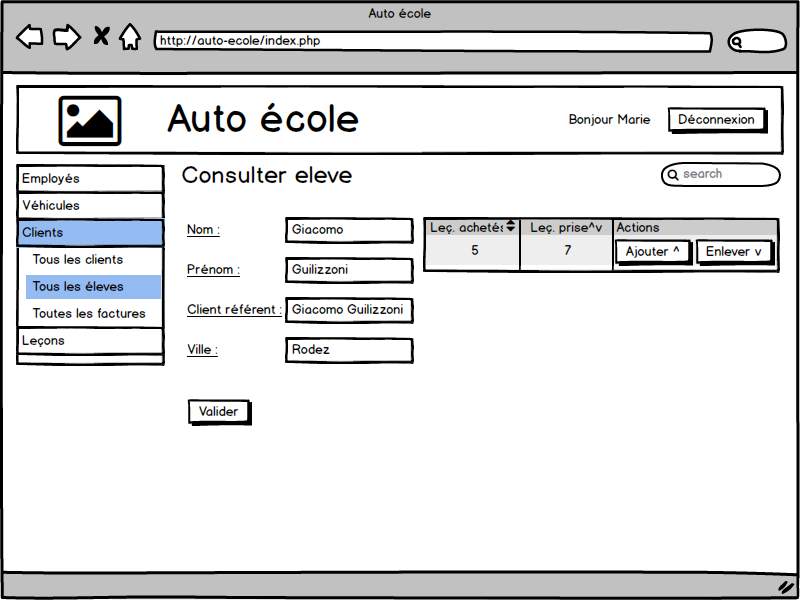 Auto école
http://auto-ecole/index.php
Auto école
Bonjour Marie
Déconnexion
Employés
Véhicules
Clients
Tous les clients
Tous les éleves
Toutes les factures
Leçons
Consulter eleve
search
Nom :
Giacomo
Prénom :
Guilizzoni
Client référent :
Giacomo Guilizzoni
Ville :
Rodez
Valider
Leç. achetés Leç. prise^v Actions
5 7 Ajouter ^ Enlever v